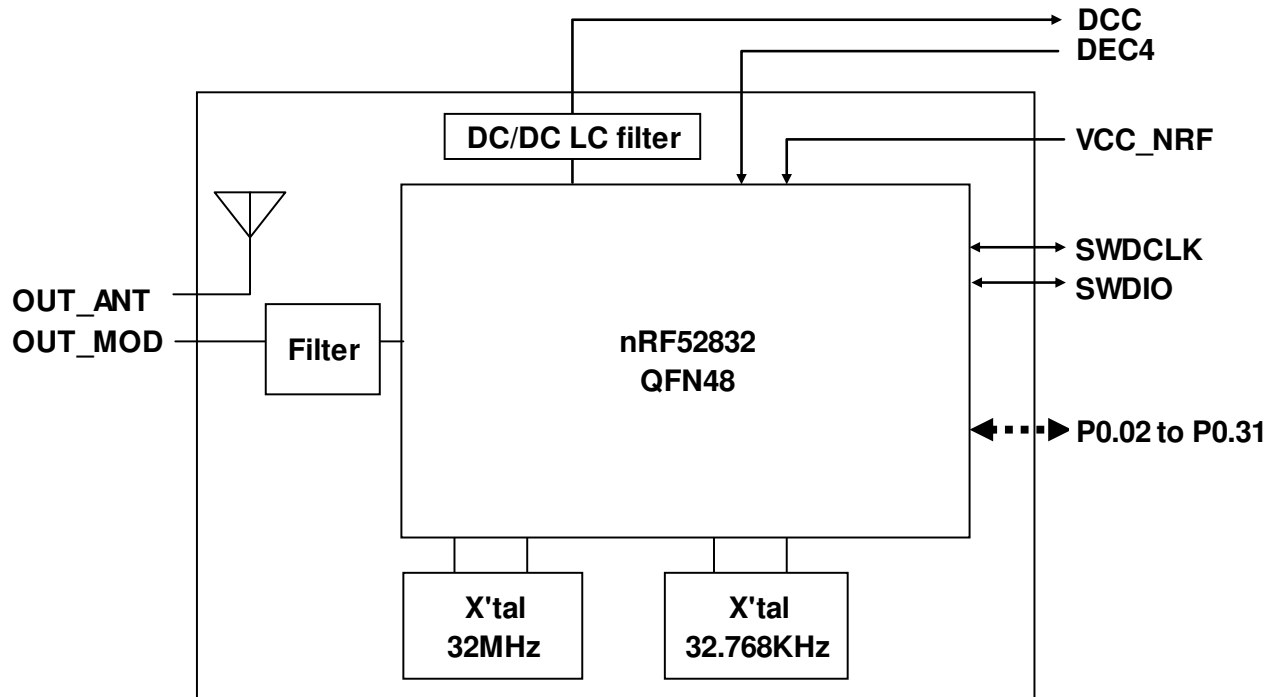 DCC
DEC4
DC/DC LC filter
VCC_NRF
SWDCLK
SWDIO
OUT_ANT
OUT_MOD
Filter
nRF52832
QFN48
P0.02 to P0.31
X'tal
32MHz
X'tal
32.768KHz